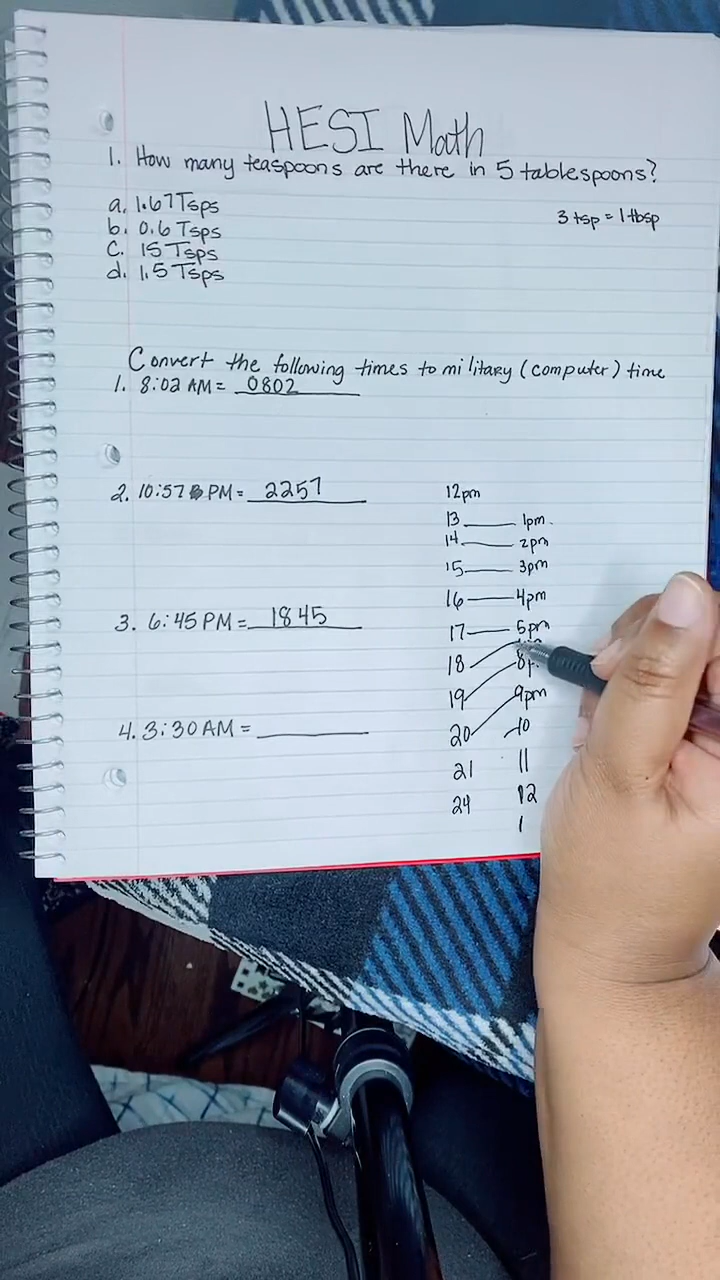 HESI Math
1. How many teaspoons are there in 5 tablespoons?
a. 1.67 Tsps
3 tsp = 1 tbsp
b. 0.6 Tsps
c. 15 Tsps
d. 1.5 Tsps
Convert the following times to military (computer) time
1. 8:02 AM = 0802
2. 10:57 PM = 2257
12pm
13 1pm.
14 2pm
15 3pm
16 4pm
3. 6:45 PM = 1845
17 5pm
18
19 8p
20 9pm
4. 3:30 AM =
10
21 11
24 12
1